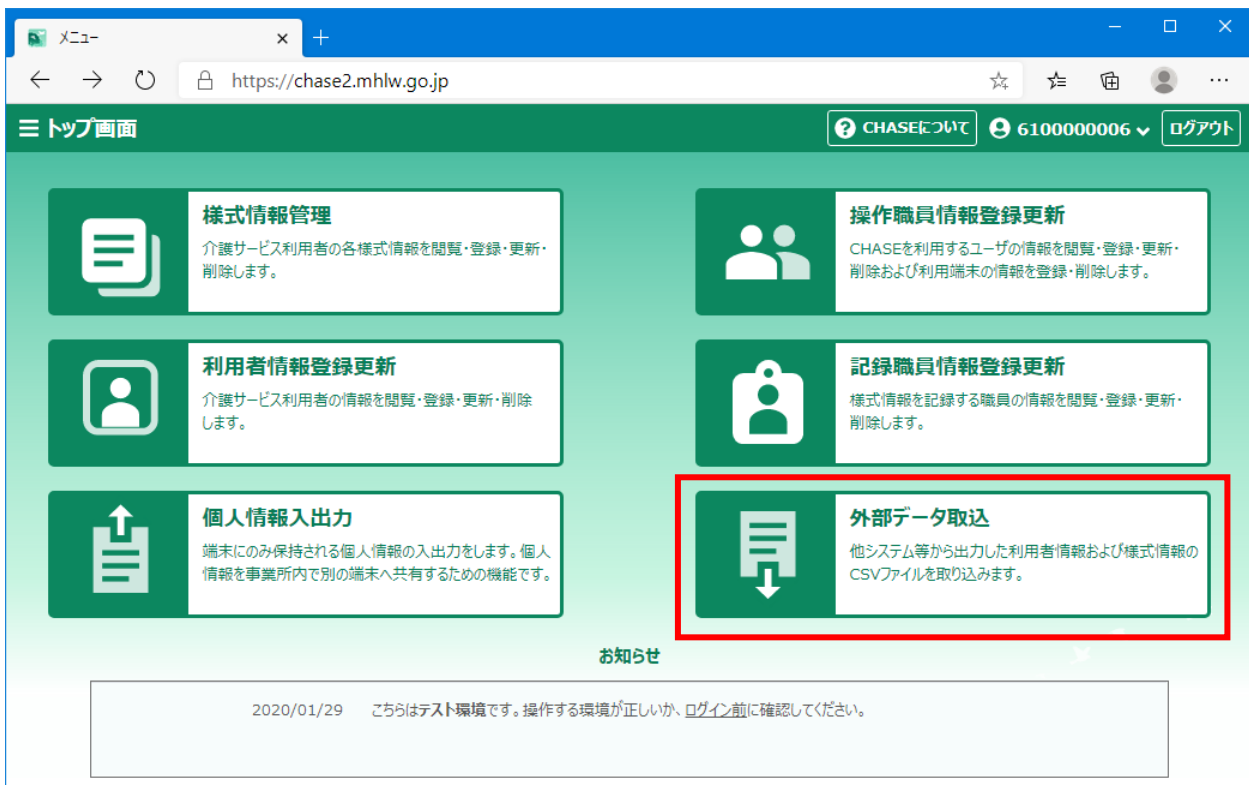 メニュー
https://chase2.mhlw.go.jp
トップ画面
CHASEについて
6100000006
ログアウト
様式情報管理
介護サービス利用者の各様式情報を閲覧・登録・更新・
削除します。
操作職員情報登録更新
CHASEを利用するユーザの情報を閲覧・登録・更新・
削除および利用端末の情報を登録・削除します。
利用者情報登録更新
介護サービス利用者の情報を閲覧・登録・更新・削除
します。
記録職員情報登録更新
様式情報を記録する職員の情報を閲覧・登録・更新・
削除します。
個人情報入出力
端末にのみ保持される個人情報の入出力をします。個人
情報を事業所内で別の端末へ共有するための機能です。
外部データ取込
他システム等から出力した利用者情報および様式情報の
CSVファイルを取り込みます。
お知らせ
2020/01/29 こちらはテスト環境です。操作する環境が正しいか、ログイン前に確認してください。